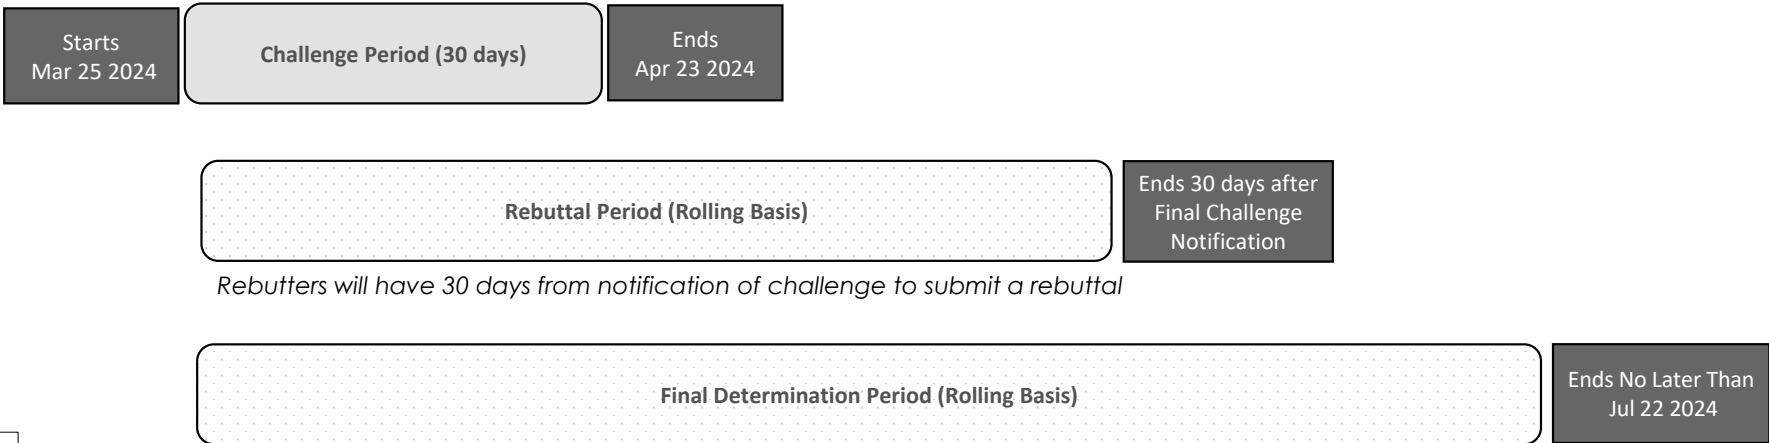 Starts
Mar 25 2024
Challenge Period (30 days)
Ends
Apr 23 2024
Rebuttal Period (Rolling Basis)
Ends 30 days after
Final Challenge
Notification
Rebutters will have 30 days from notification of challenge to submit a rebuttal
Final Determination Period (Rolling Basis)
Ends No Later Than
Jul 22 2024